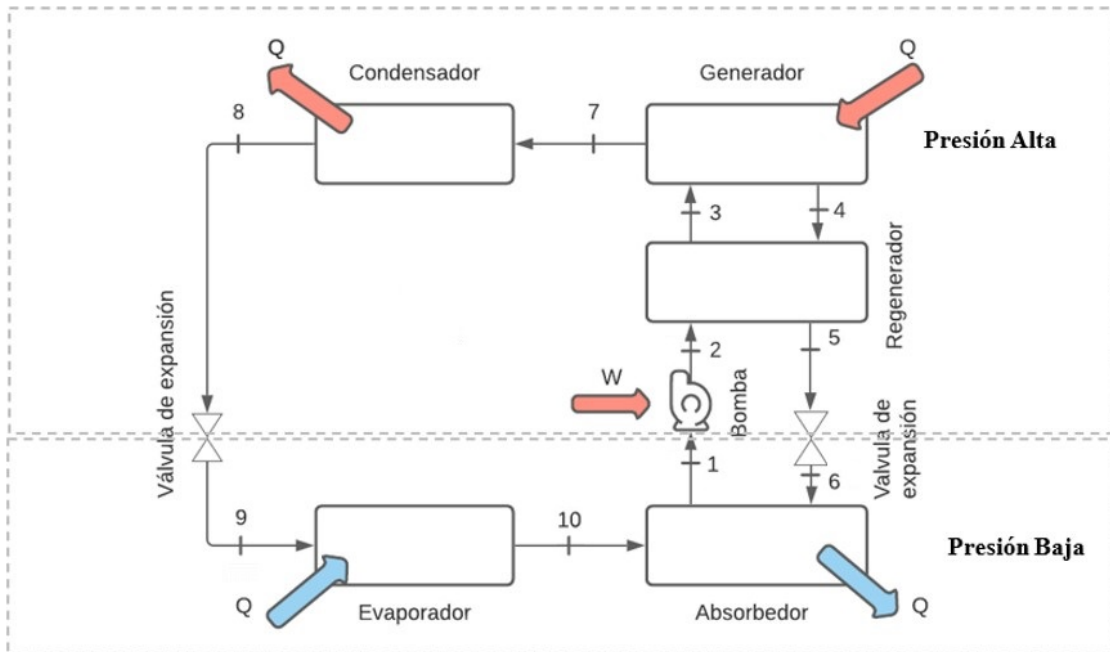 Q
Condensador
Generador
Q
8
7
Presión Alta
3
4
Regenerador
Válvula de expansión
2
5
W
Bomba
Valvula de
expansión
1
6
9
10
Presión Baja
Q
Evaporador
Absorbedor
Q